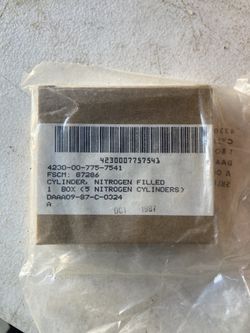 4230007757541
4230-00-775-7541
FSCM: 87286
CYLINDER, NITROGEN FILLED
1 BOX (5 NITROGEN CYLINDERS)
DAAA09-87-C-0324
A
OCT 1987